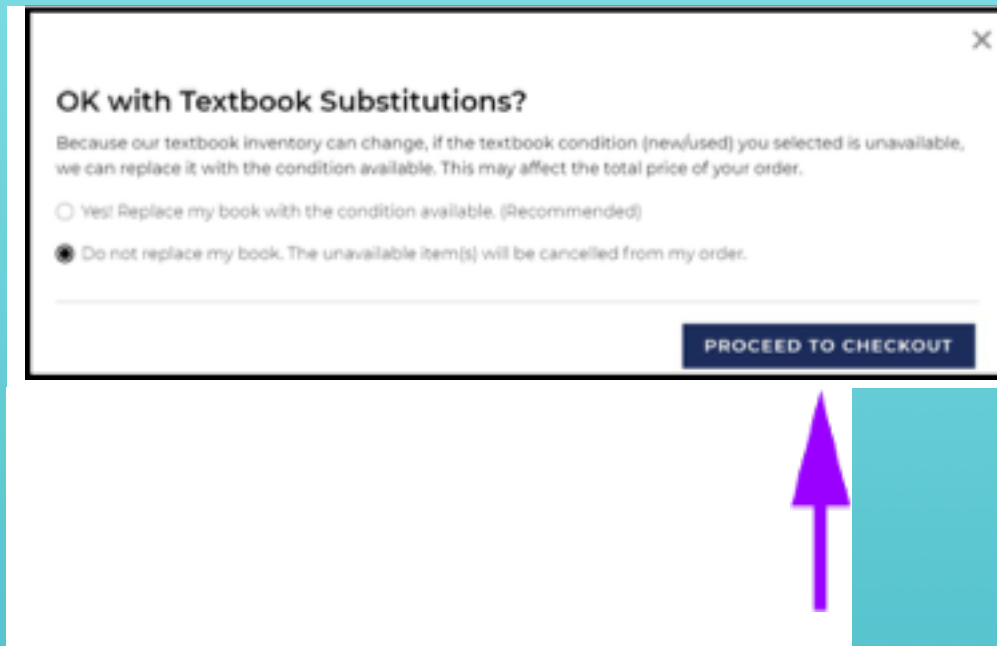 OK with Textbook Substitutions?
Because our textbook inventory can change, if the textbook condition (new/used) you selected is unavailable,
we can replace it with the condition available. This may affect the total price of your order.
Yes! Replace my book with the condition available. (Recommended)
Do not replace my book. The unavailable item(s) will be cancelled from my order.
PROCEED TO CHECKOUT